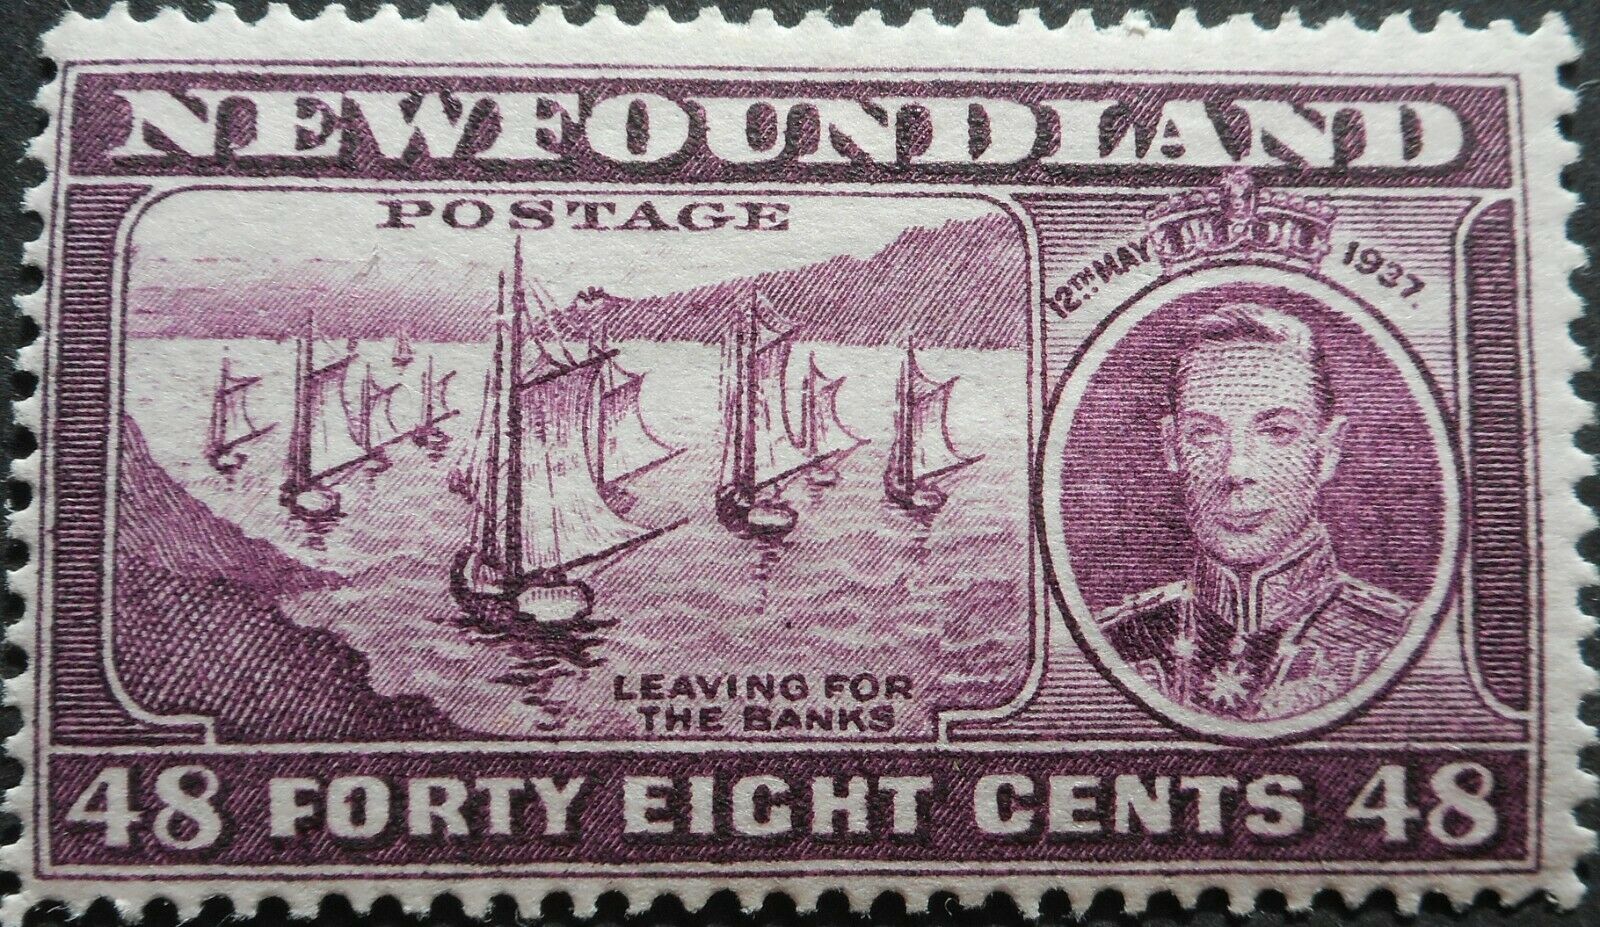 NEWFOUNDLAND
POSTAGE
12TH MAY 1937.
LEAVING FOR
THE BANKS
48 FORTY EIGHT CENTS 48